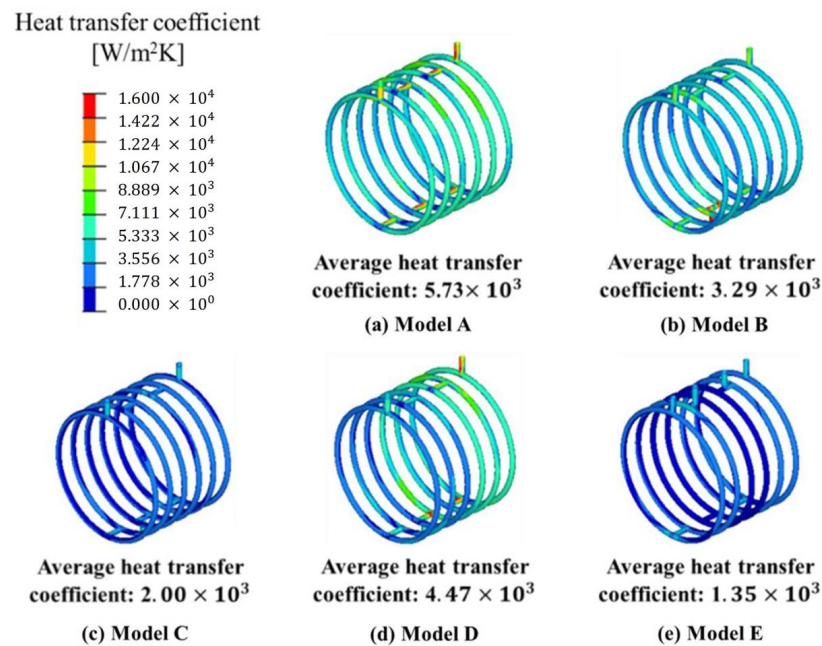 Heat transfer coefficient
[W/m²K]
1.600 × 10⁴
1.422 × 10⁴
1.224 × 10⁴
1.067 × 10⁴
8.889 × 10³
7.111 × 10³
5.333 × 10³
3.556 × 10³
1.778 × 10³
0.000 × 10⁰
Average heat transfer
coefficient: 5.73× 10³
(a) Model A
Average heat transfer
coefficient: 3.29 × 10³
(b) Model B
Average heat transfer
coefficient: 2.00 × 10³
(c) Model C
Average heat transfer
coefficient: 4.47 × 10³
(d) Model D
Average heat transfer
coefficient: 1.35 × 10³
(e) Model E